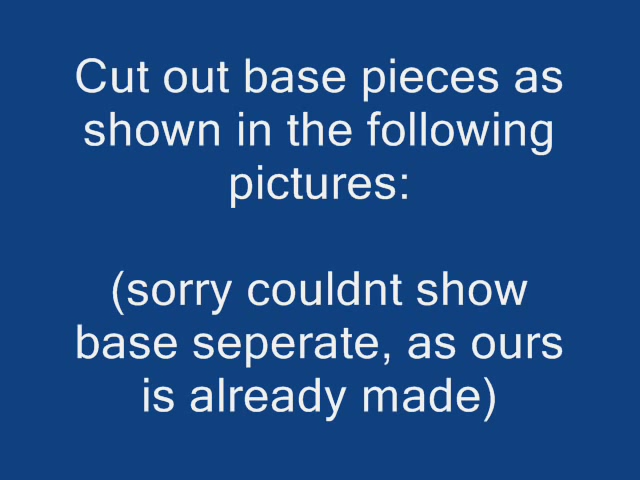 Cut out base pieces as
shown in the following
pictures:
(sorry couldnt show
base seperate, as ours
is already made)